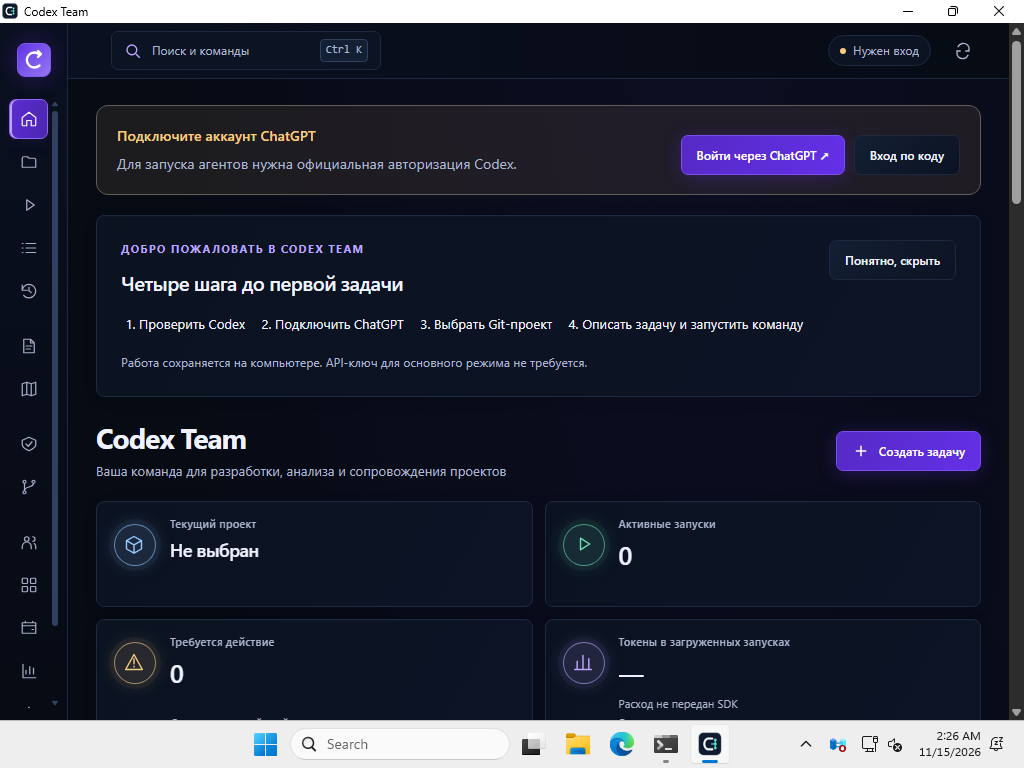 Codex Team
Поиск и команды
Ctrl K
Нужен вход
Подключите аккаунт ChatGPT
Для запуска агентов нужна официальная авторизация Codex.
Войти через ChatGPT ↗
Вход по коду
ДОБРО ПОЖАЛОВАТЬ В CODEX TEAM
Четыре шага до первой задачи
Понятно, скрыть
1. Проверить Codex 2. Подключить ChatGPT 3. Выбрать Git-проект 4. Описать задачу и запустить команду
Работа сохраняется на компьютере. API-ключ для основного режима не требуется.
Codex Team
Ваша команда для разработки, анализа и сопровождения проектов
+ Создать задачу
Текущий проект
Не выбран
Активные запуски
0
Требуется действие
0
Токены в загруженных запусках
—
Расход не передан SDK
Search
2:26 AM
11/15/2026